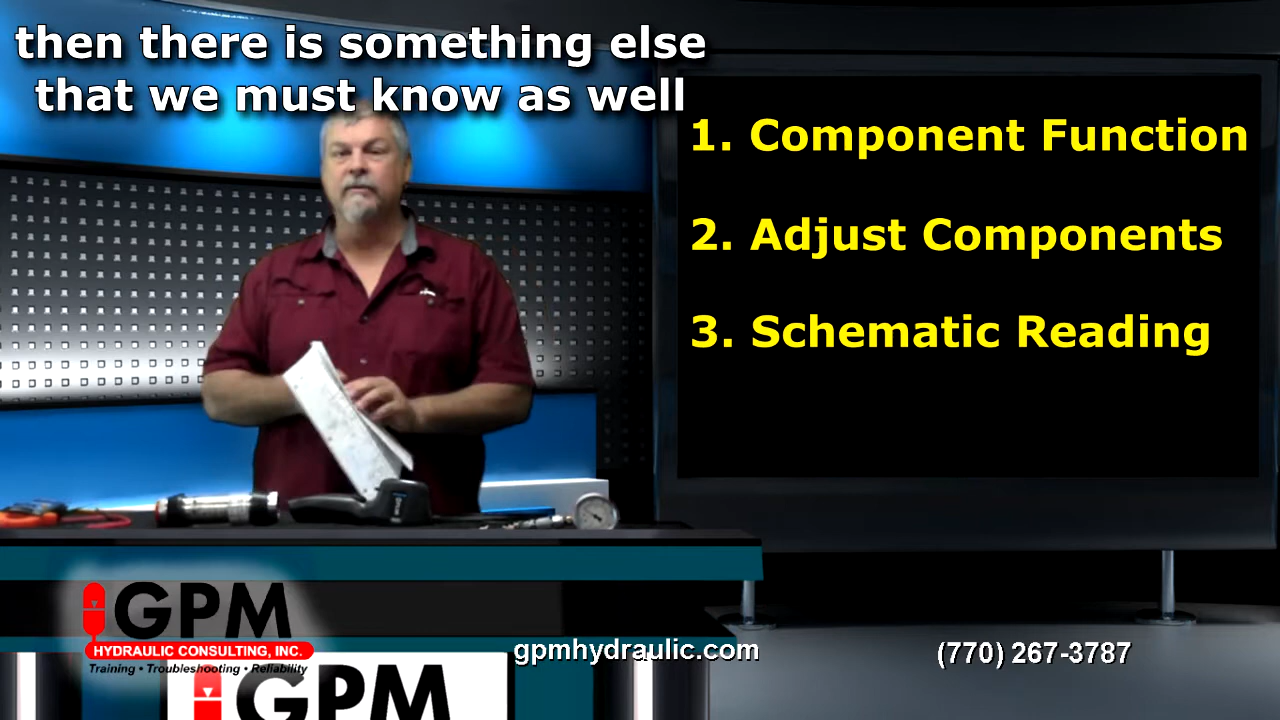 then there is something else
that we must know as well
1. Component Function
2. Adjust Components
3. Schematic Reading
GPM
HYDRAULIC CONSULTING, INC.
Training • Troubleshooting • Reliability
gpmhydraulic.com
(770) 267-3787
GPM